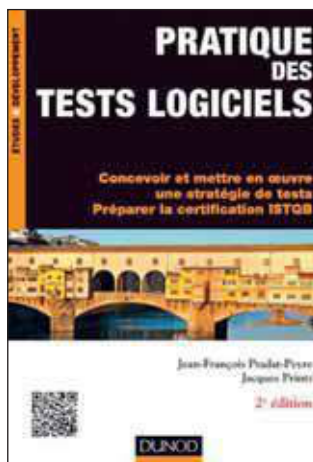 ÉTUDES DÉVELOPPEMENT
PRATIQUE
DES
TESTS LOGICIELS
Concevoir et mettre en œuvre
une stratégie de tests
Préparer la certification ISTQB
Jean-François Pradat-Peyre
Jacques Printz
2e édition
DUNOD